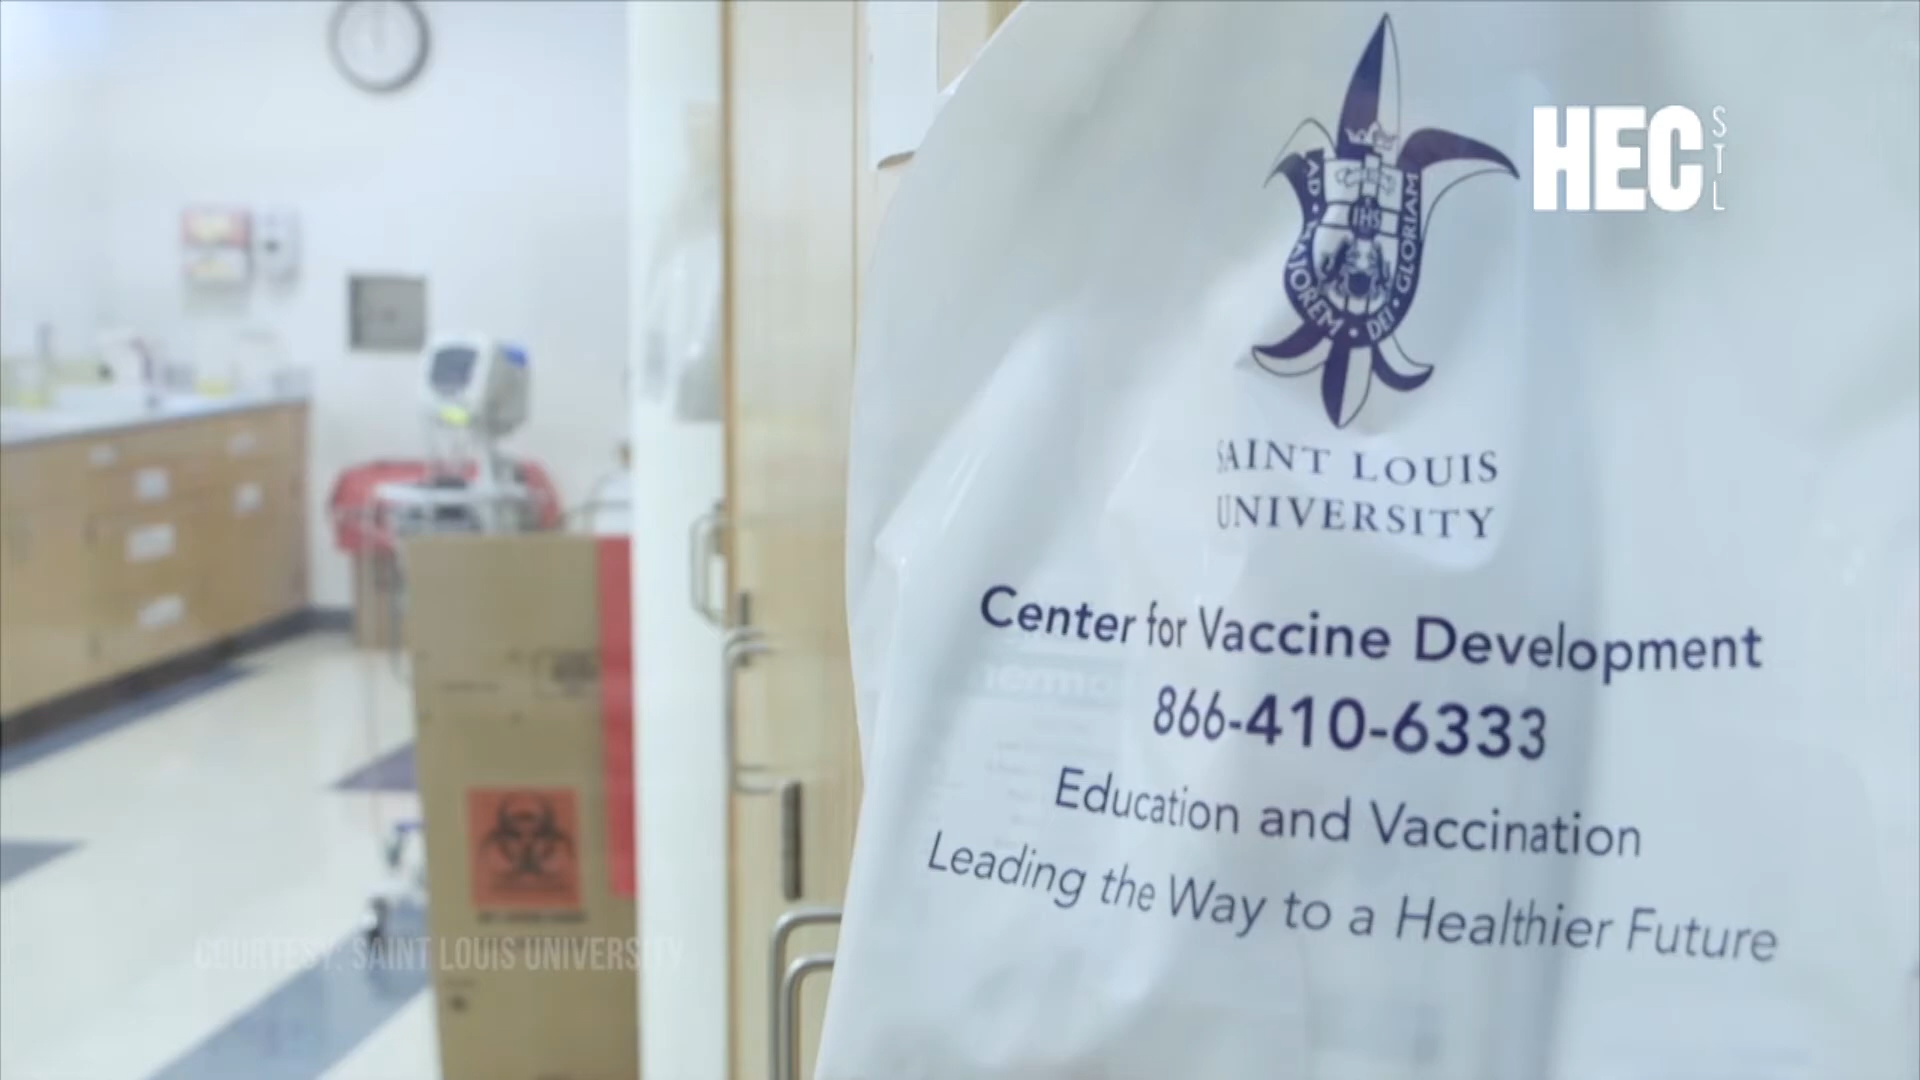 HEC
STL
AD • MAJOREM • DEI • GLORIAM
IHS
SAINT LOUIS
UNIVERSITY
Center for Vaccine Development
866-410-6333
Education and Vaccination
Leading the Way to a Healthier Future
COURTESY: SAINT LOUIS UNIVERSITY